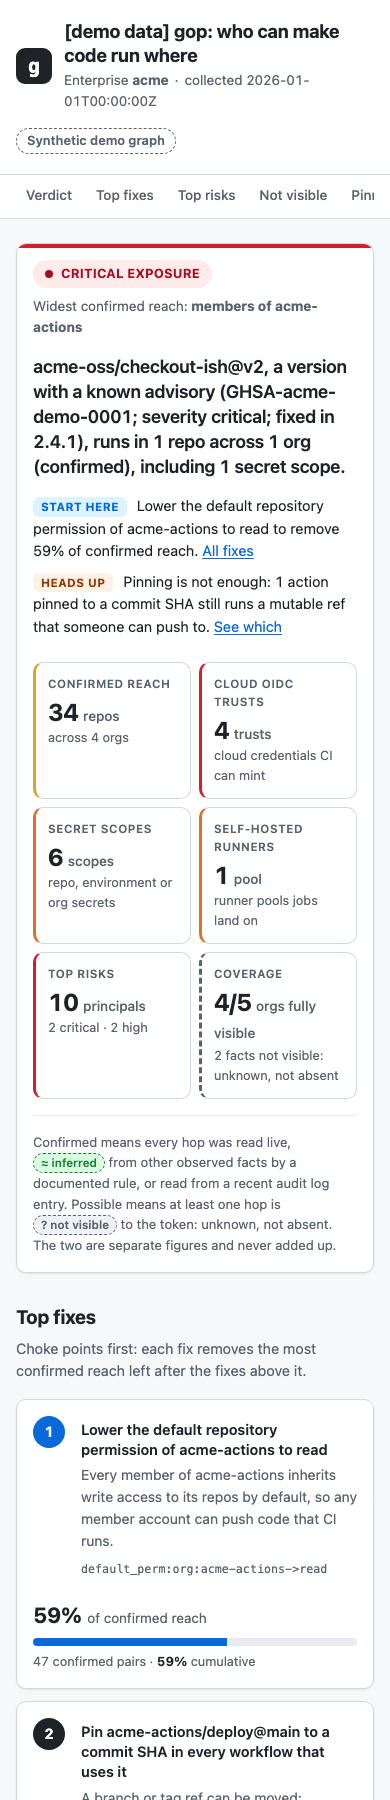 g
[demo data] gop: who can make
code run where
Enterprise acme · collected 2026-01-
01T00:00:00Z
Synthetic demo graph
Verdict Top fixes Top risks Not visible
CRITICAL EXPOSURE
Widest confirmed reach: members of acme-
actions
acme-oss/checkout-ish@v2, a version
with a known advisory (GHSA-acme-
demo-0001; severity critical; fixed in
2.4.1), runs in 1 repo across 1 org
(confirmed), including 1 secret scope.
START HERE Lower the default repository
permission of acme-actions to read to remove
59% of confirmed reach. All fixes
HEADS UP Pinning is not enough: 1 action
pinned to a commit SHA still runs a mutable ref
that someone can push to. See which
CONFIRMED REACH
34 repos
across 4 orgs
CLOUD OIDC
TRUSTS
4 trusts
cloud credentials CI
can mint
SECRET SCOPES
6 scopes
repo, environment or
org secrets
SELF-HOSTED
RUNNERS
1 pool
runner pools jobs
land on
TOP RISKS
10 principals
2 critical · 2 high
COVERAGE
4/5 orgs fully
visible
2 facts not visible:
unknown, not absent
Confirmed means every hop was read live,
≈ inferred from other observed facts by a
documented rule, or read from a recent audit log
entry. Possible means at least one hop is
? not visible to the token: unknown, not absent.
The two are separate figures and never added up.
Top fixes
Choke points first: each fix removes the most
confirmed reach left after the fixes above it.
1 Lower the default repository
permission of acme-actions to read
Every member of acme-actions inherits
write access to its repos by default, so any
member account can push code that CI
runs.
default_perm:org:acme-actions->read
59% of confirmed reach
47 confirmed pairs · 59% cumulative
2 Pin acme-actions/deploy@main to a
commit SHA in every workflow that
uses it
A branch or tag ref can be moved: